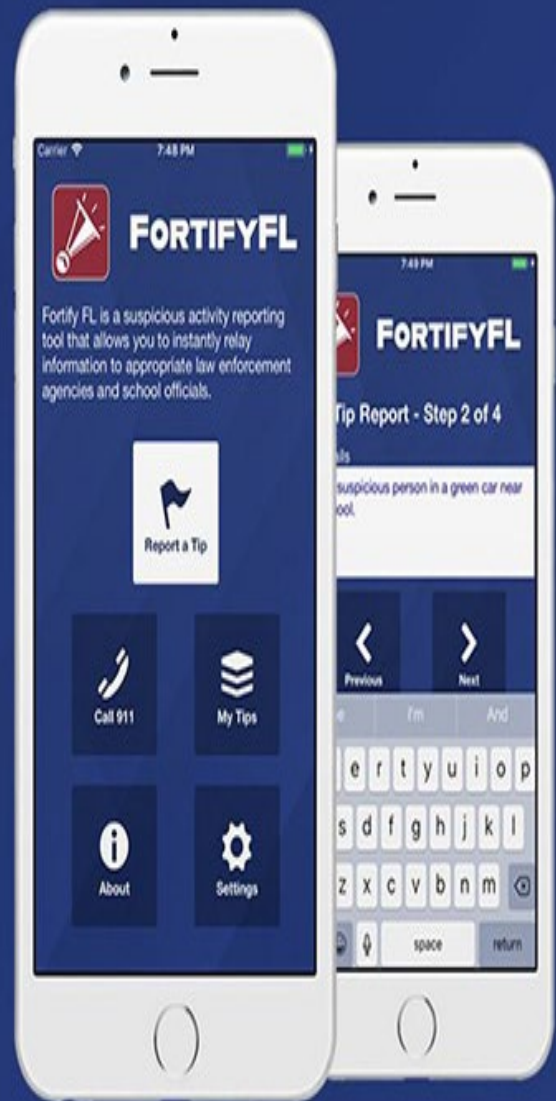 Carrier 7:48 PM
FORTIFYFL
Fortify FL is a suspicious activity reporting
tool that allows you to instantly relay
information to appropriate law enforcement
agencies and school officials.
Report a Tip
Call 911
My Tips
About
Settings
7:49 PM
FORTIFYFL
Tip Report - Step 2 of 4
suspicious person in a green car near
Previous
Next
I'm
And
e r t y u i o p
s d f g h j k l
z x c v b n m
space
return